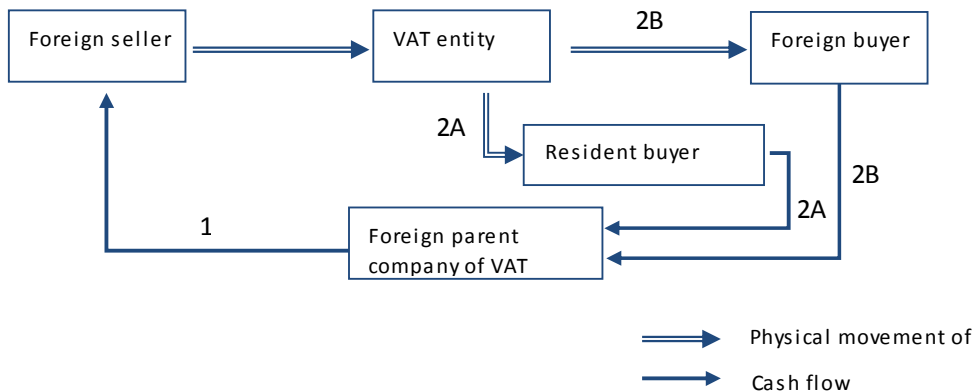 2B
Foreign seller
VAT entity
Foreign buyer
2A
Resident buyer
2B
2A
1
Foreign parent
company of VAT
Physical movement of
Cash flow